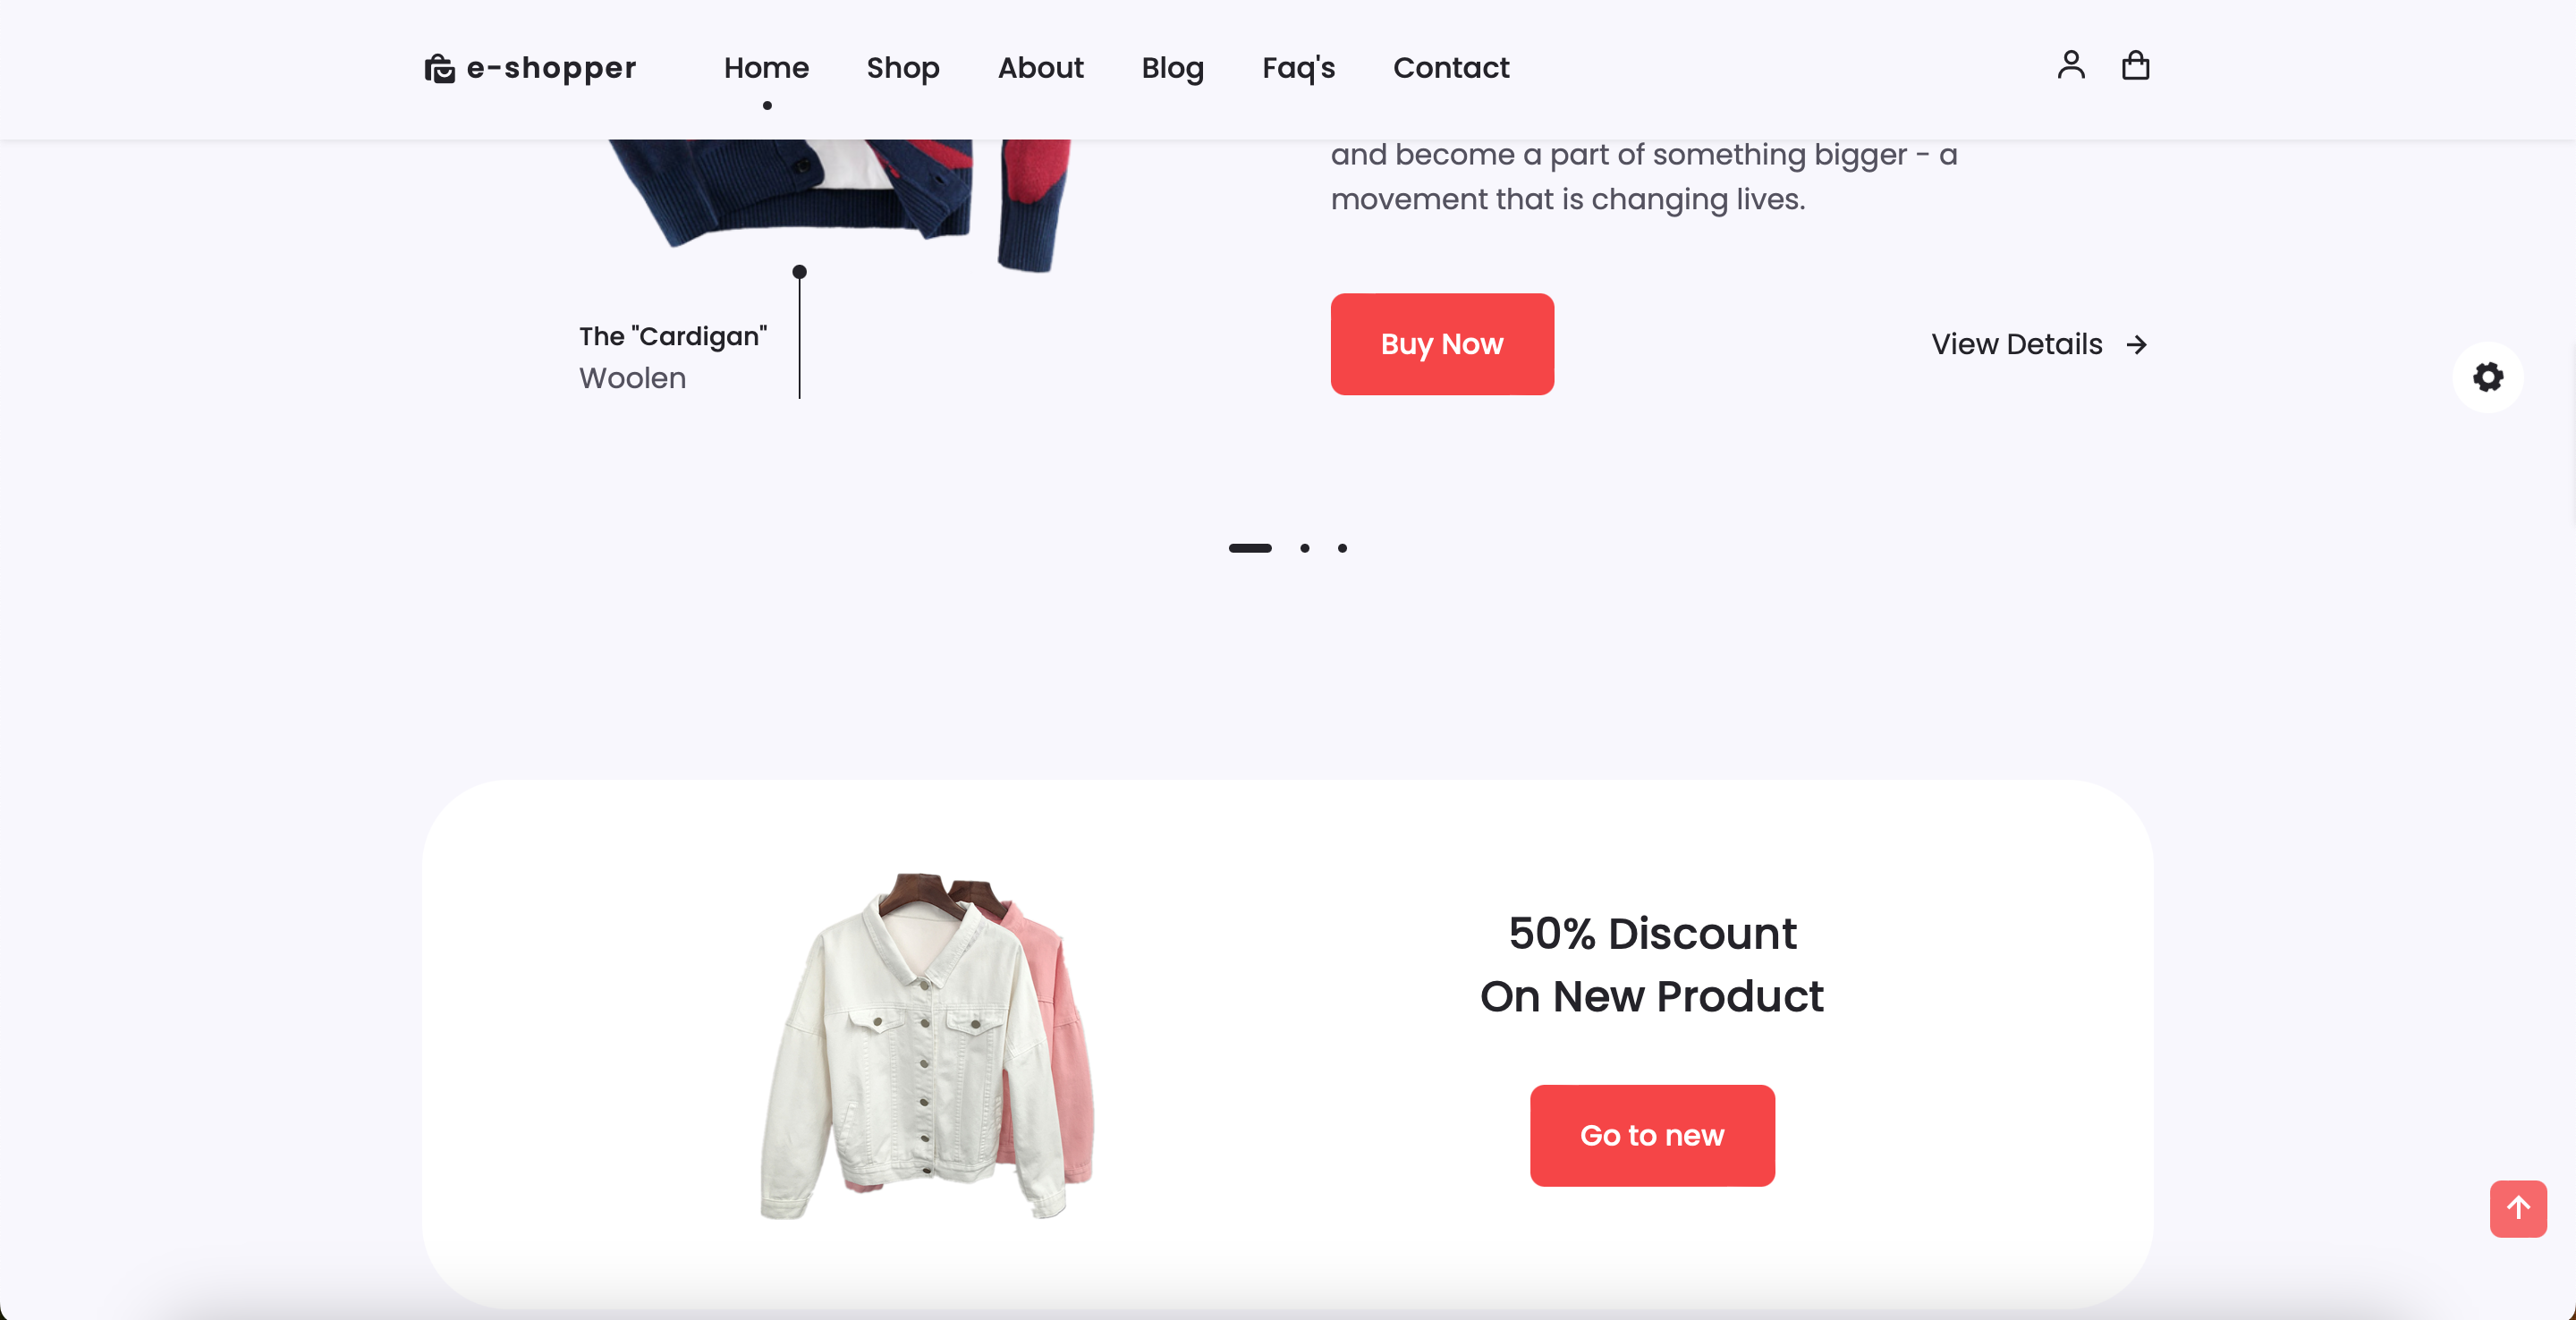 e-shopper
Home
Shop
About
Blog
Faq's
Contact
and become a part of something bigger - a
movement that is changing lives.
The "Cardigan"
Woolen
Buy Now
View Details
50% Discount
On New Product
Go to new